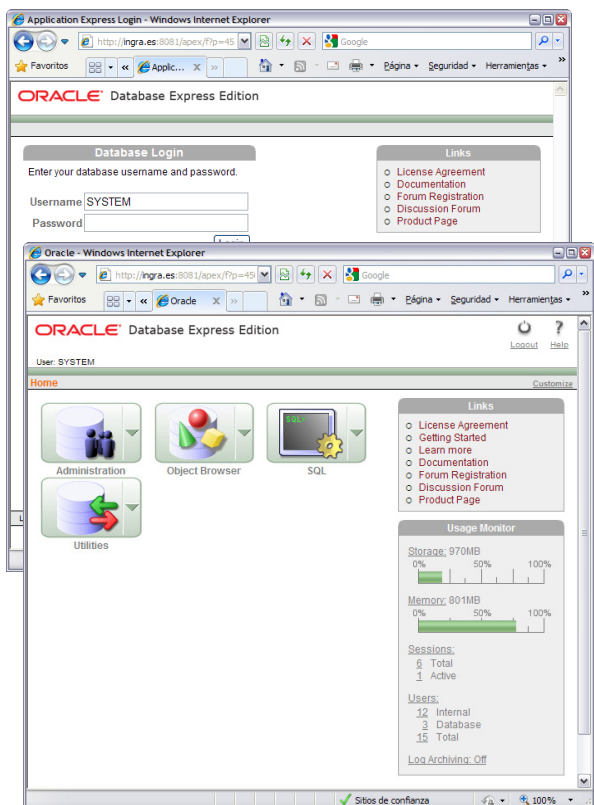 Application Express Login - Windows Internet Explorer
http://ingra.es:8081/apex/f?p=45
Google
Favoritos
Applic...
Página
Seguridad
Herramientas
ORACLE Database Express Edition
Database Login
Enter your database username and password.
Username SYSTEM
Password
Links
License Agreement
Documentation
Forum Registration
Discussion Forum
Product Page
Oracle - Windows Internet Explorer
http://ingra.es:8081/apex/f?p=45
Google
Favoritos
Oracle
Página
Seguridad
Herramientas
ORACLE Database Express Edition
Logout
Help
User: SYSTEM
Home
Customize
Administration
Object Browser
SQL
SQL
Utilities
Links
License Agreement
Getting Started
Learn more
Documentation
Forum Registration
Discussion Forum
Product Page
Usage Monitor
Storage: 970MB
0% 50% 100%
Memory: 801MB
0% 50% 100%
Sessions:
6 Total
1 Active
Users:
12 Internal
3 Database
15 Total
Log Archiving: Off
Sitios de confianza
100%